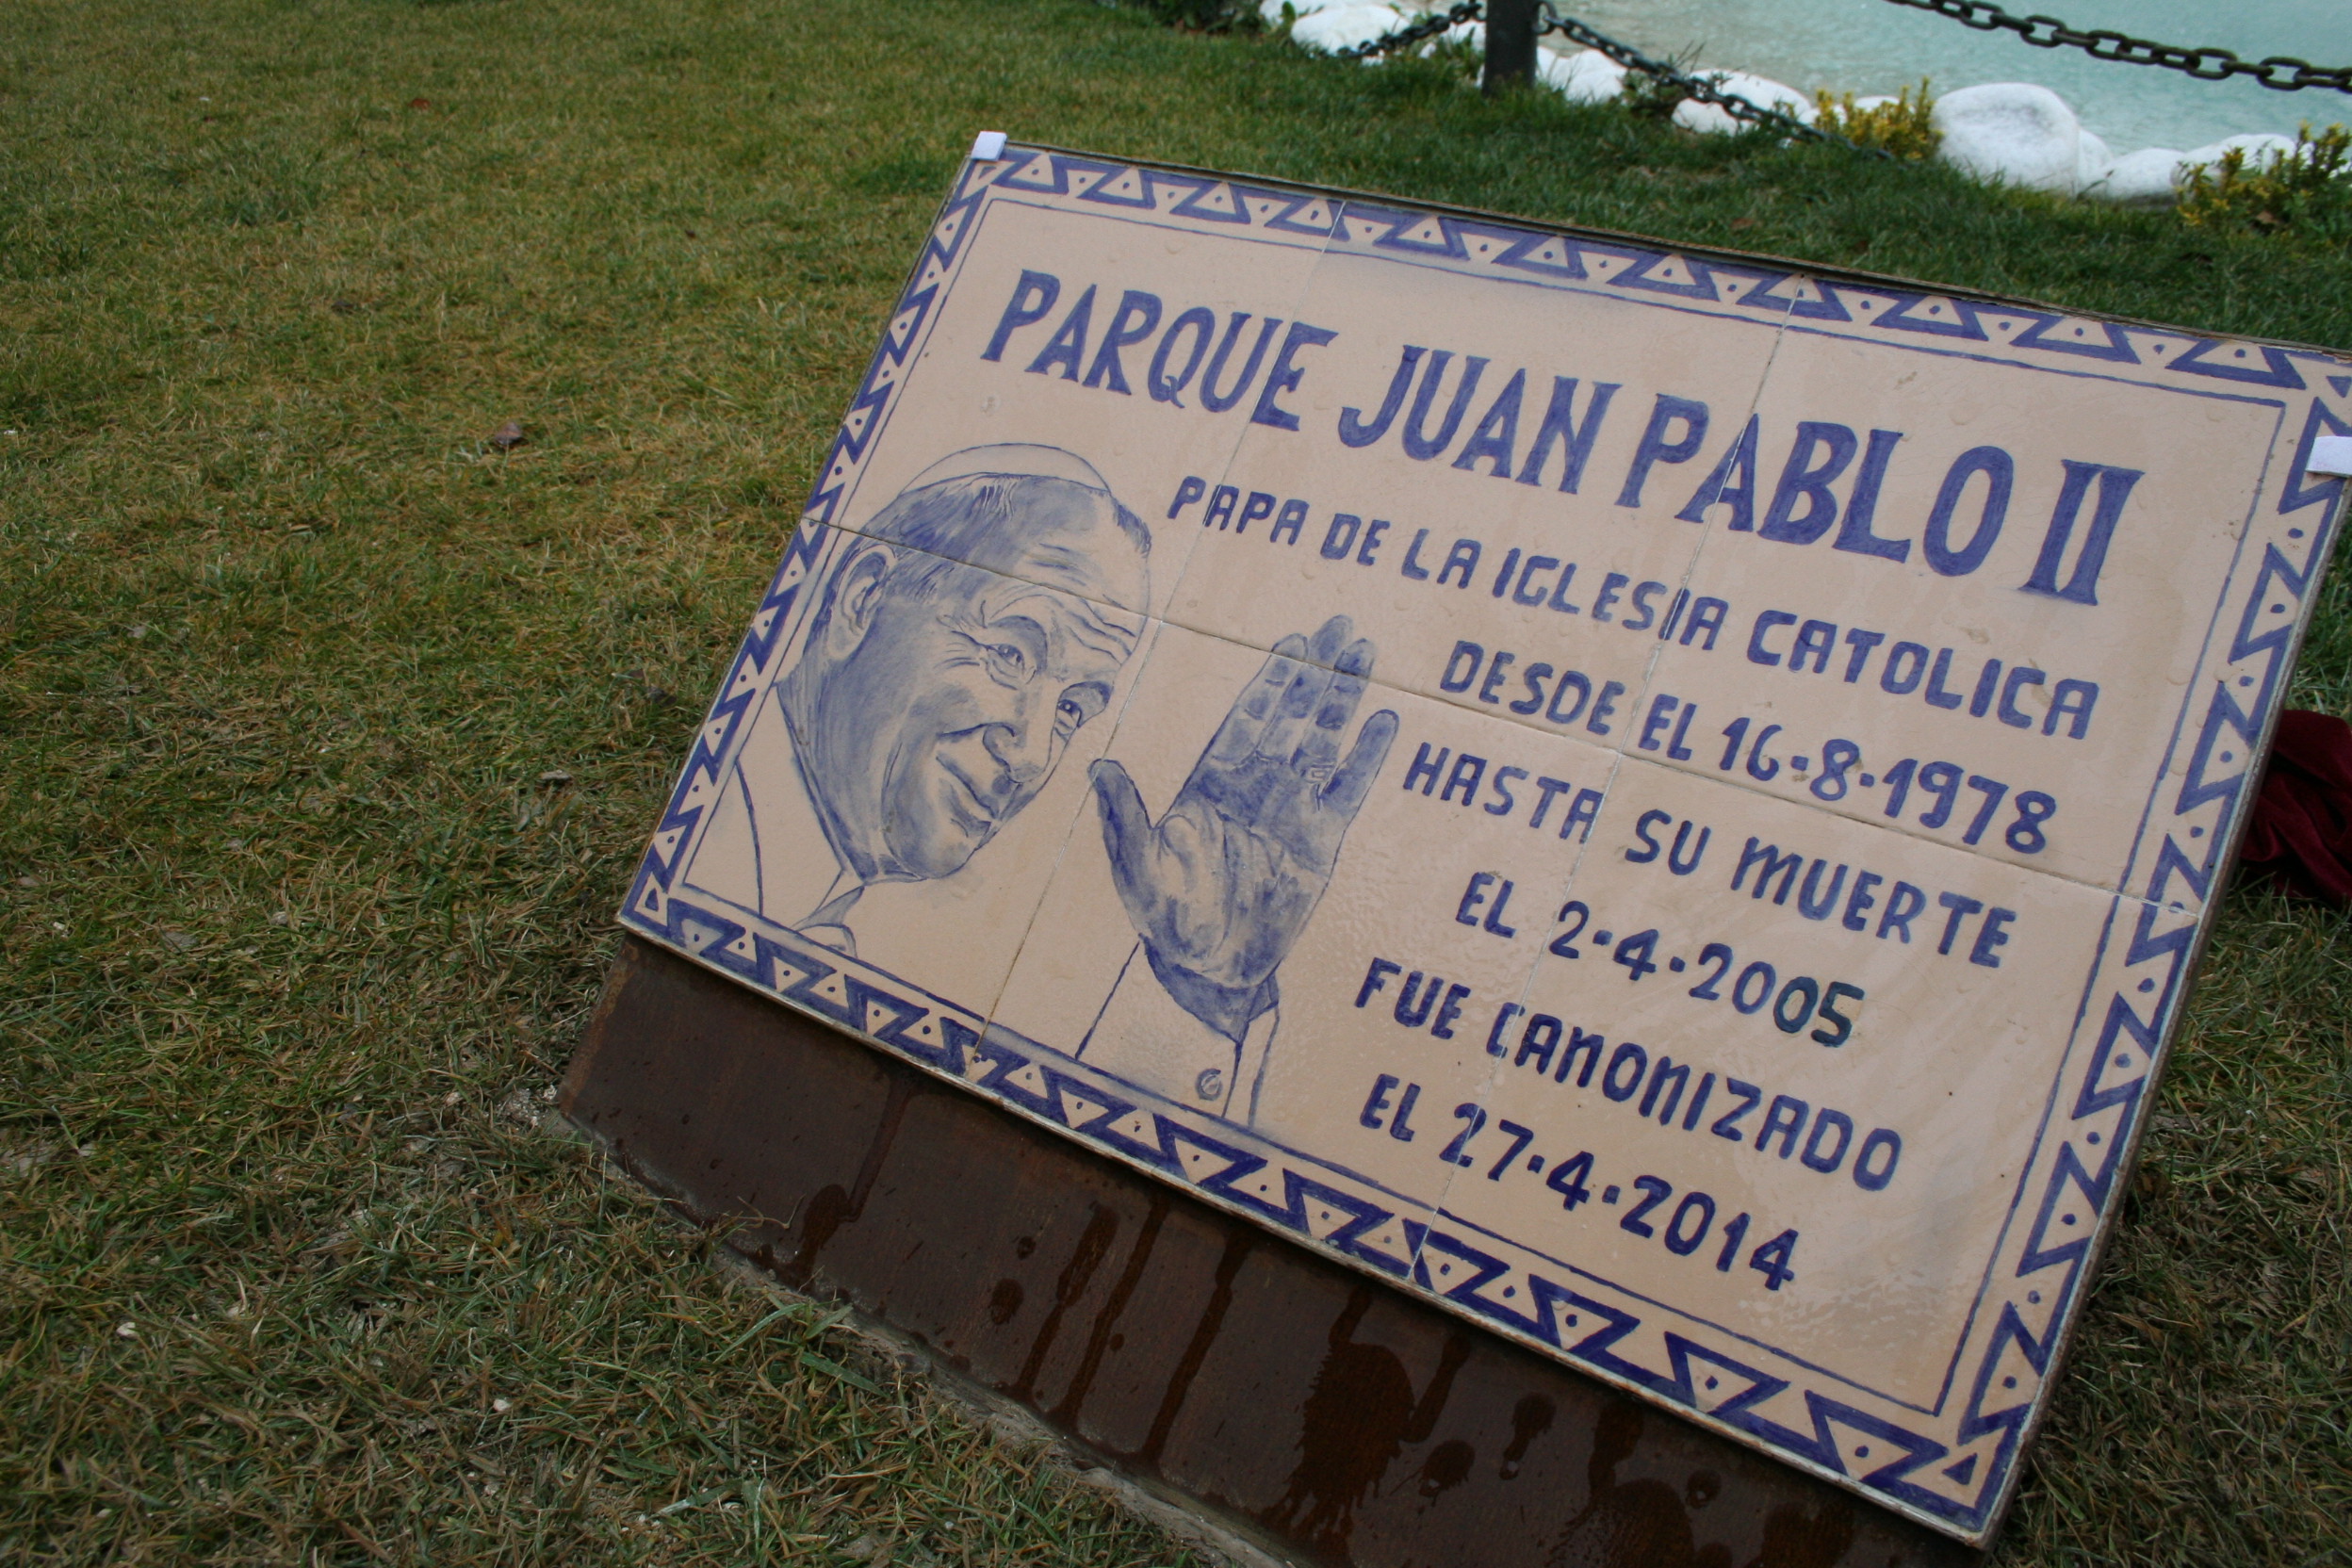 PARQUE JUAN PABLO II
PAPA DE LA IGLESIA CATOLICA
DESDE EL 16-8-1978
HASTA SU MUERTE
EL 2-4-2005
FUE CANONIZADO
EL 27-4-2014